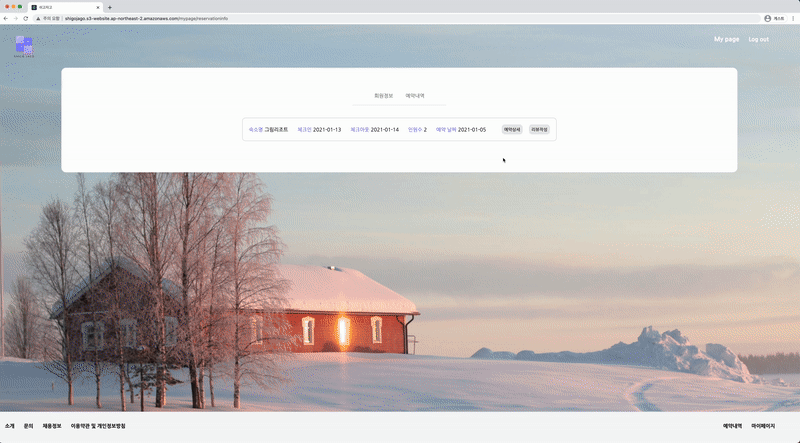 쉬고자고
주의 요함 | shigojago.s3-website.ap-northeast-2.amazonaws.com/mypage/reservationinfo
게스트
My page Log out
회원정보 예약내역
숙소명 그림리조트 체크인 2021-01-13 체크아웃 2021-01-14 인원수 2 예약 날짜 2021-01-05 예약상세 리뷰작성
소개 문의 채용정보 이용약관 및 개인정보방침 예약내역 마이페이지